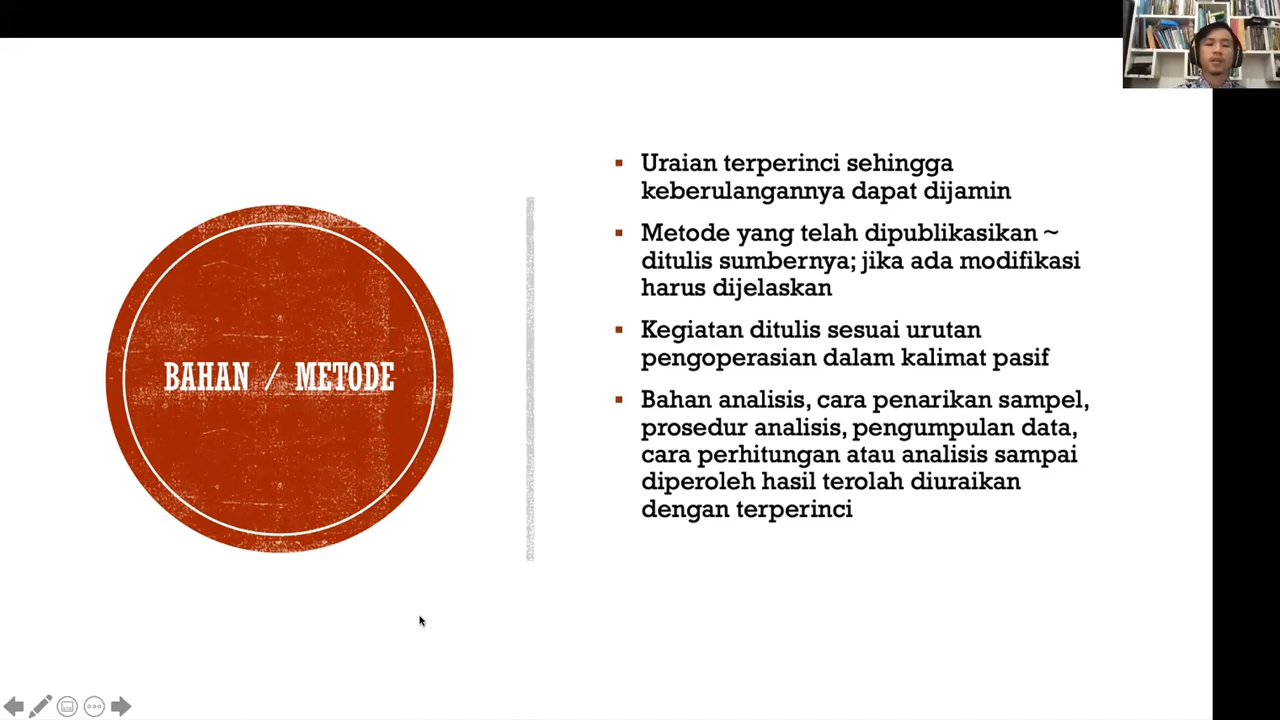 BAHAN / METODE
Uraian terperinci sehingga
keberulangannya dapat dijamin
Metode yang telah dipublikasikan ~
ditulis sumbernya; jika ada modifikasi
harus dijelaskan
Kegiatan ditulis sesuai urutan
pengoperasian dalam kalimat pasif
Bahan analisis, cara penarikan sampel,
prosedur analisis, pengumpulan data,
cara perhitungan atau analisis sampai
diperoleh hasil terolah diuraikan
dengan terperinci